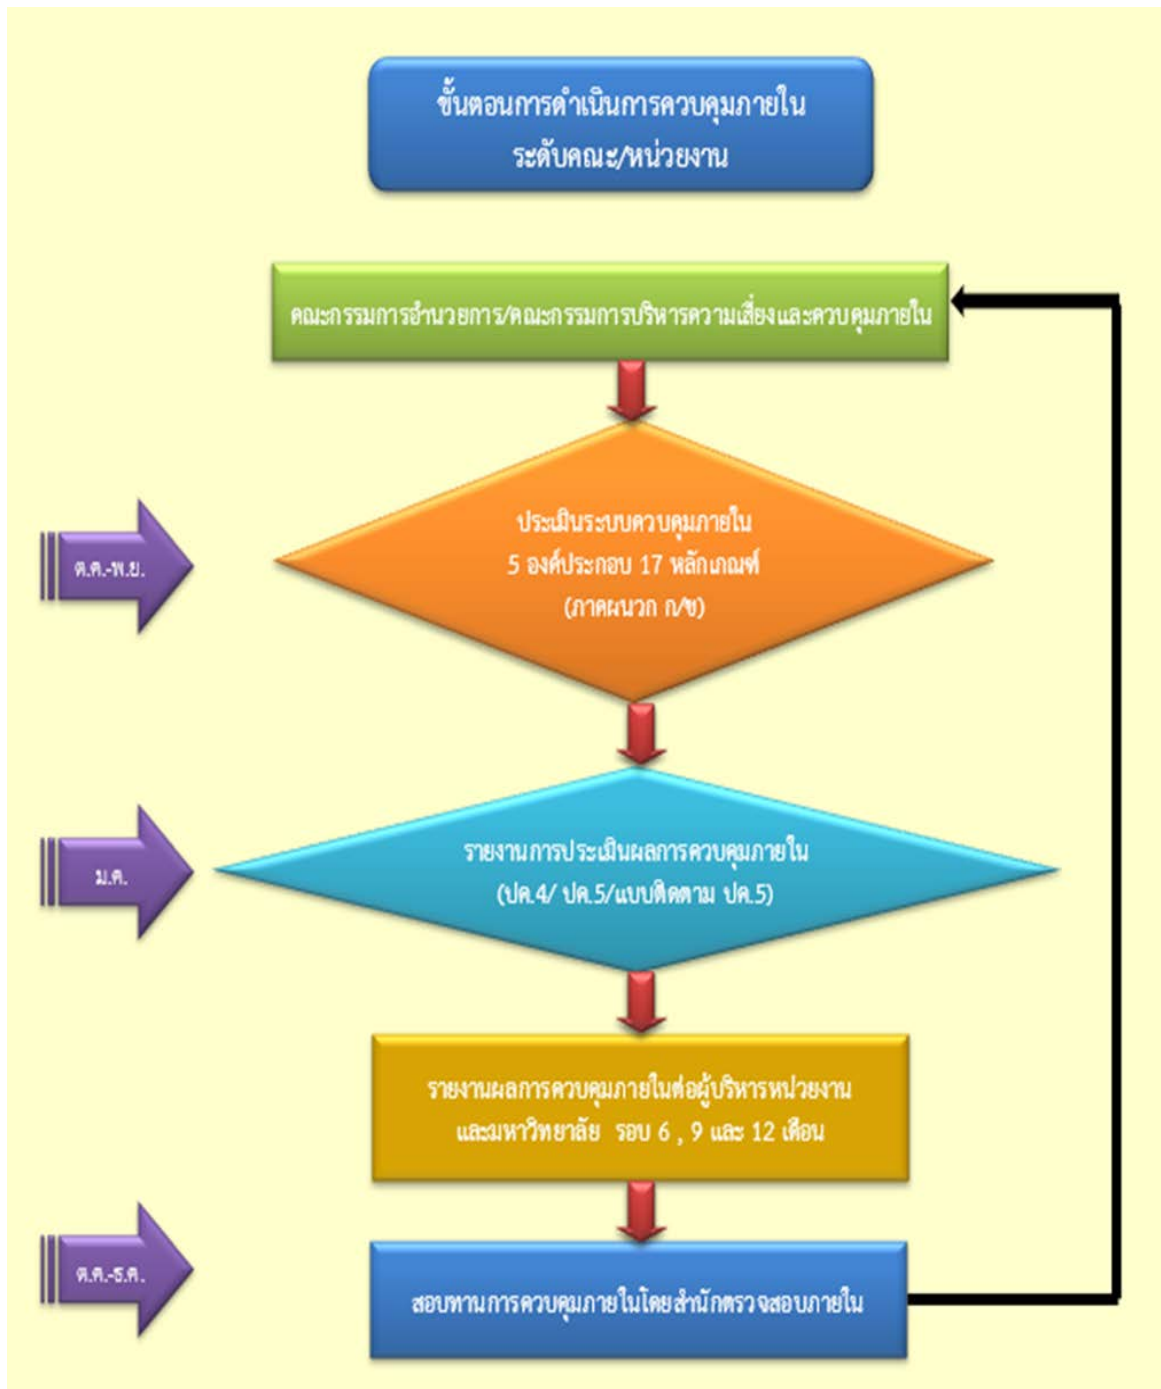 ขั้นตอนการดำเนินการควบคุมภายใน
ระดับคณะ/หน่วยงาน
คณะกรรมการอำนวยการ/คณะกรรมการบริหารความเสี่ยงและควบคุมภายใน
ประเมินระบบควบคุมภายใน
5 องค์ประกอบ 17 หลักเกณฑ์
(ภาคผนวก ก/ข)
ต.ค.-พ.ย.
รายงานการประเมินผลการควบคุมภายใน
(ปค.4/ ปค.5/แบบติดตาม ปค.5)
ม.ค.
รายงานผลการควบคุมภายในต่อผู้บริหารหน่วยงาน
และมหาวิทยาลัย รอบ 6 , 9 และ 12 เดือน
ต.ค.-ธ.ค.
สอบทานการควบคุมภายในโดยสำนักตรวจสอบภายใน